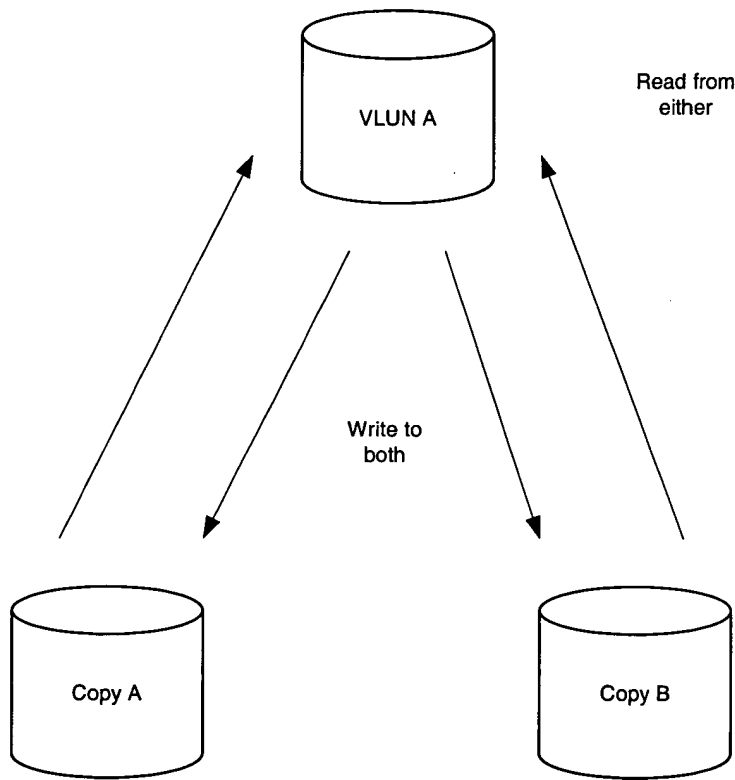 VLUN A
Read from
either
Write to
both
Copy A
Copy B